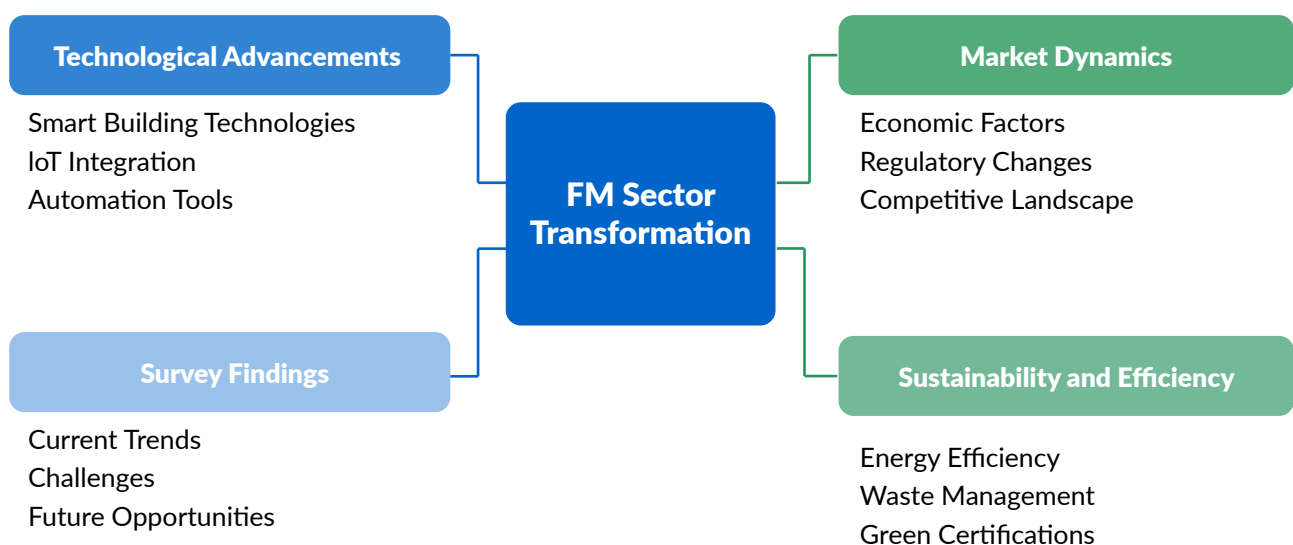 Technological Advancements
Smart Building Technologies
IoT Integration
Automation Tools
Market Dynamics
Economic Factors
Regulatory Changes
Competitive Landscape
FM Sector
Transformation
Survey Findings
Current Trends
Challenges
Future Opportunities
Sustainability and Efficiency
Energy Efficiency
Waste Management
Green Certifications